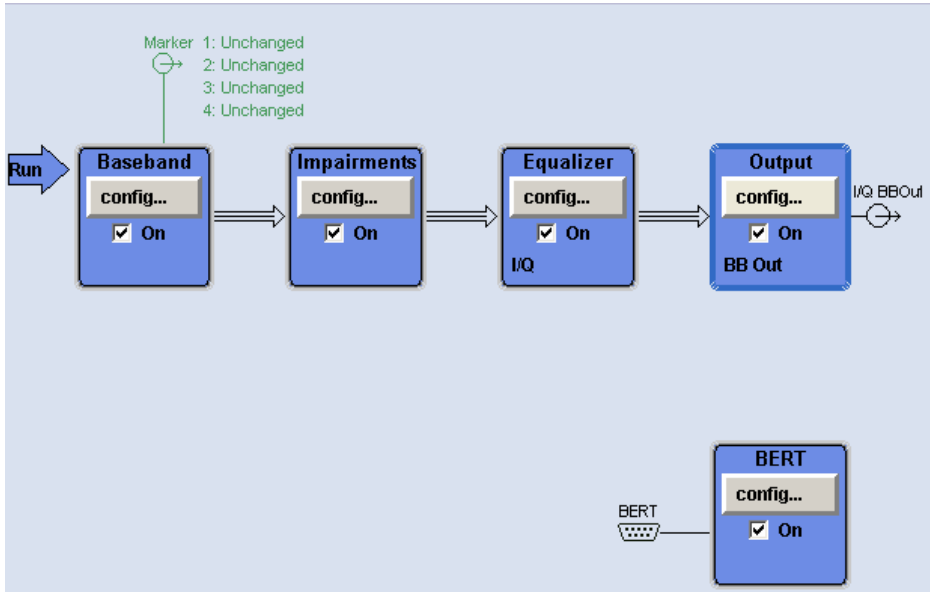 Marker 1: Unchanged
2: Unchanged
3: Unchanged
4: Unchanged
Run
Baseband
config...
On
Impairments
config...
On
Equalizer
config...
On
I/Q
Output
config...
On
BB Out
I/Q BBOut
BERT
BERT
config...
On